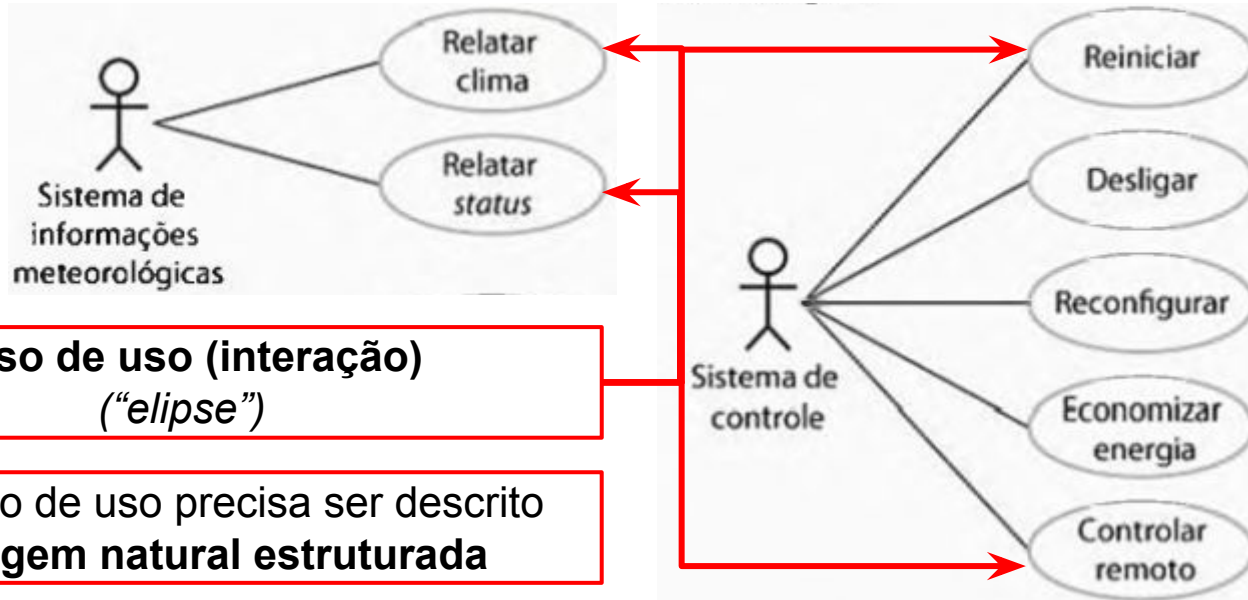 Relatar
clima
Relatar
status
Sistema de
informações
meteorológicas
so de uso (interação)
(“elipse”)
o de uso precisa ser descrito
gem natural estruturada
Reiniciar
Desligar
Reconfigurar
Economizar
energia
Controlar
remoto
Sistema de
controle